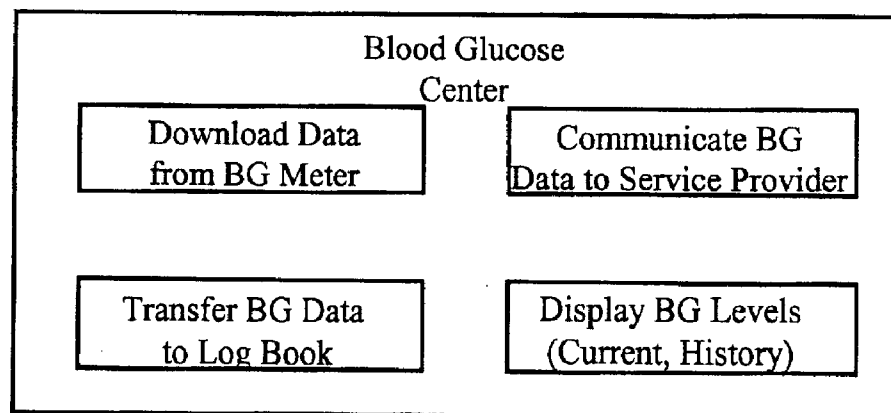 Blood Glucose
Center
Download Data
from BG Meter
Communicate BG
Data to Service Provider
Transfer BG Data
to Log Book
Display BG Levels
(Current, History)